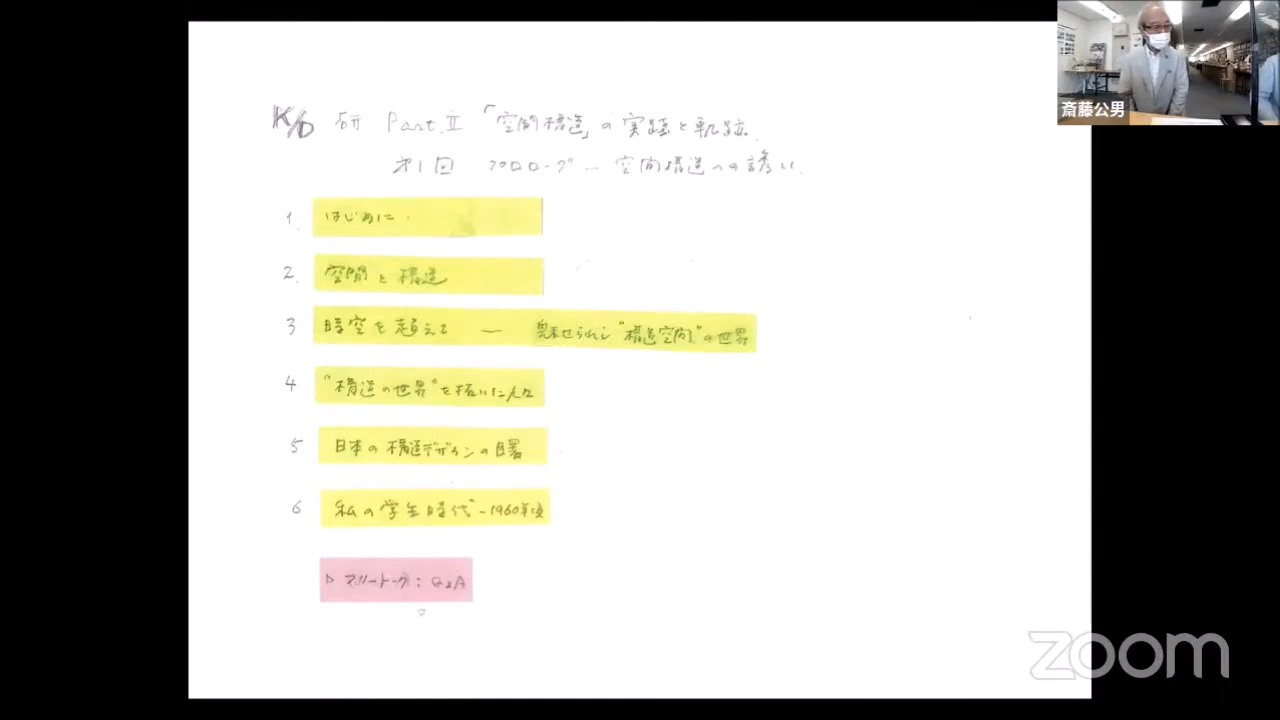 K/D 研 Part.Ⅱ 「空間構造」の実践と軌跡.
斎藤公男
オ1回 プロローグー 空間構造への誘い.
1. はじめに.
2. 空間と構造
3 時空を超えて ― 魅せられし"構造空間"の世界
4 "構造の世界"を拓いた人々
5 日本の構造デザインの曙
6 私の学生時代 - 1960年頃
▷ フリートーク: Q&A
zoom